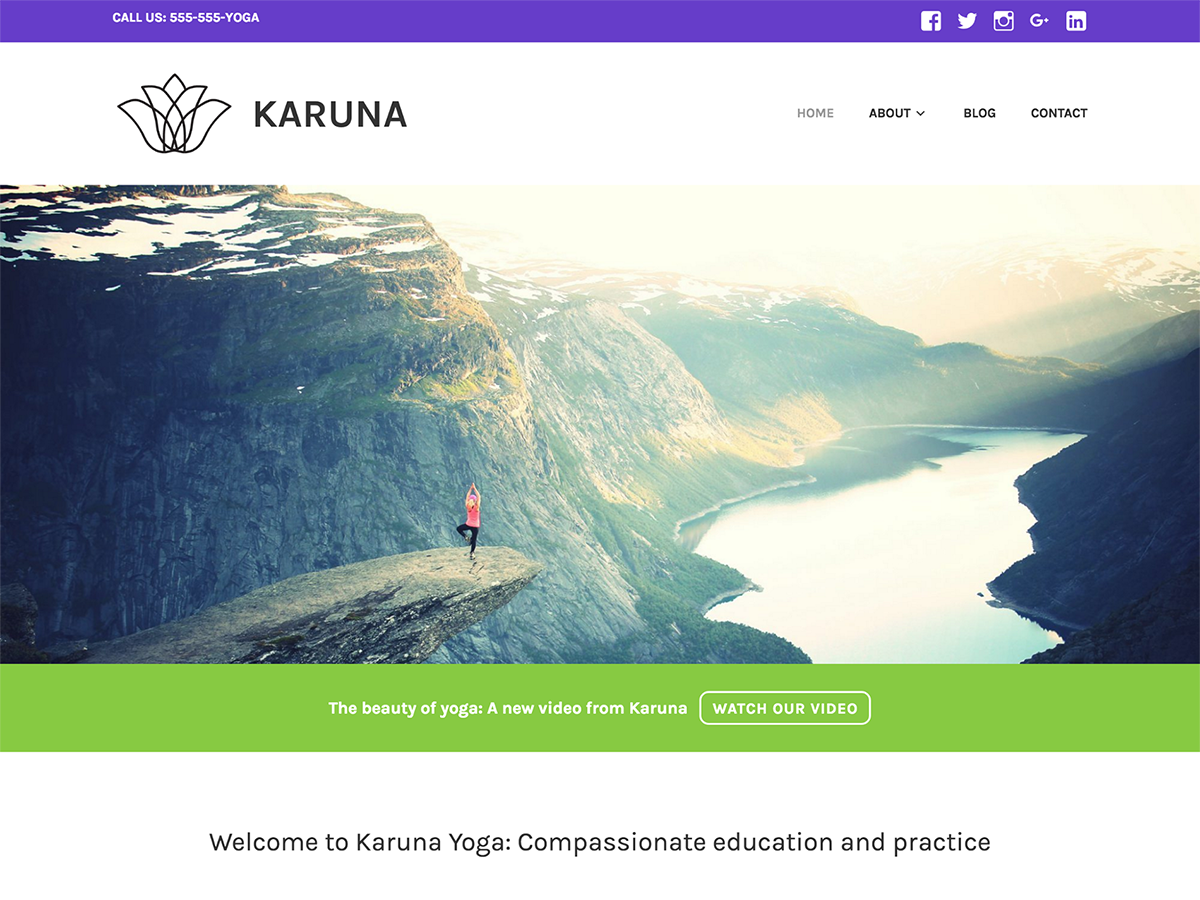 CALL US: 555-555-YOGA
KARUNA
HOME ABOUT BLOG CONTACT
The beauty of yoga: A new video from Karuna WATCH OUR VIDEO
Welcome to Karuna Yoga: Compassionate education and practice